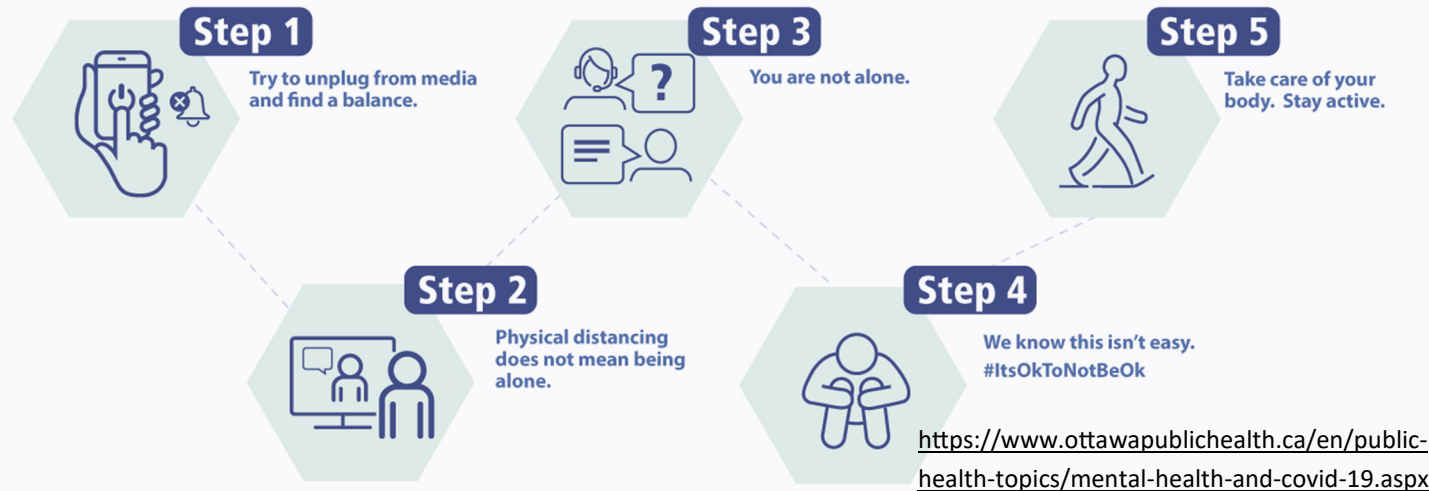 Step 1
Try to unplug from media
and find a balance.
Step 2
Physical distancing
does not mean being
alone.
Step 3
?
You are not alone.
Step 4
We know this isn't easy.
#ItsOkToNotBeOk
Step 5
Take care of your
body.  Stay active.
https://www.ottawapublichealth.ca/en/public-
health-topics/mental-health-and-covid-19.aspx